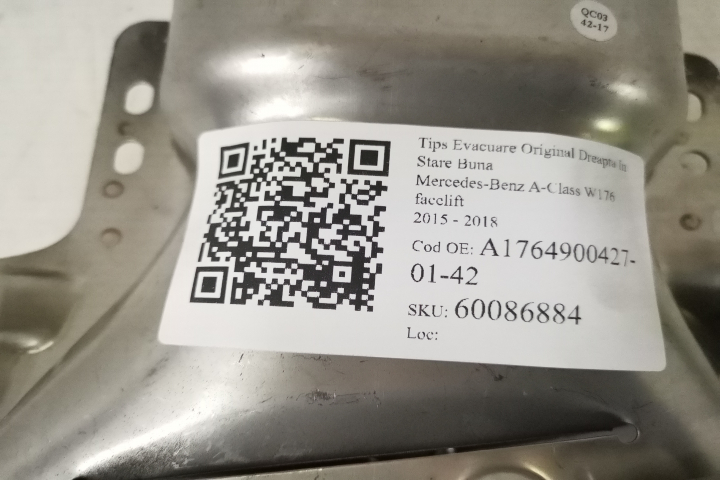 QC03
42-17
Tips Evacuare Original Dreapta In
Stare Buna
Mercedes-Benz A-Class W176
facelift
2015 - 2018
Cod OE: A1764900427-
01-42
SKU: 60086884
Loc: